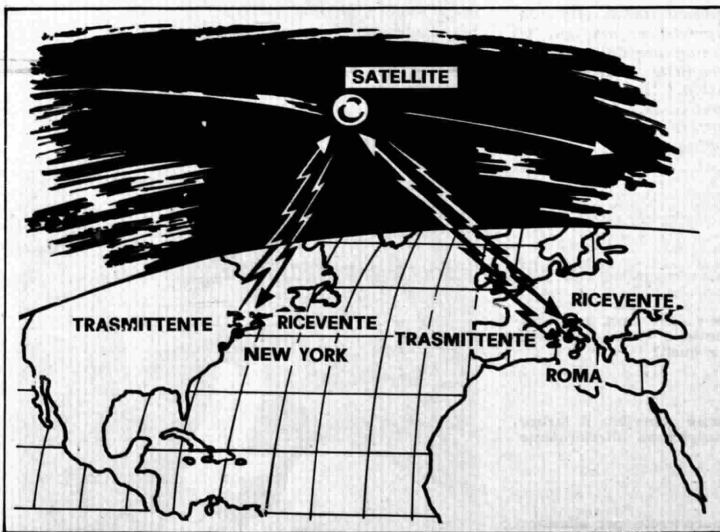 SATELLITE
TRASMITTENTE
RICEVENTE
NEW YORK
RICEVENTE
TRASMITTENTE
ROMA